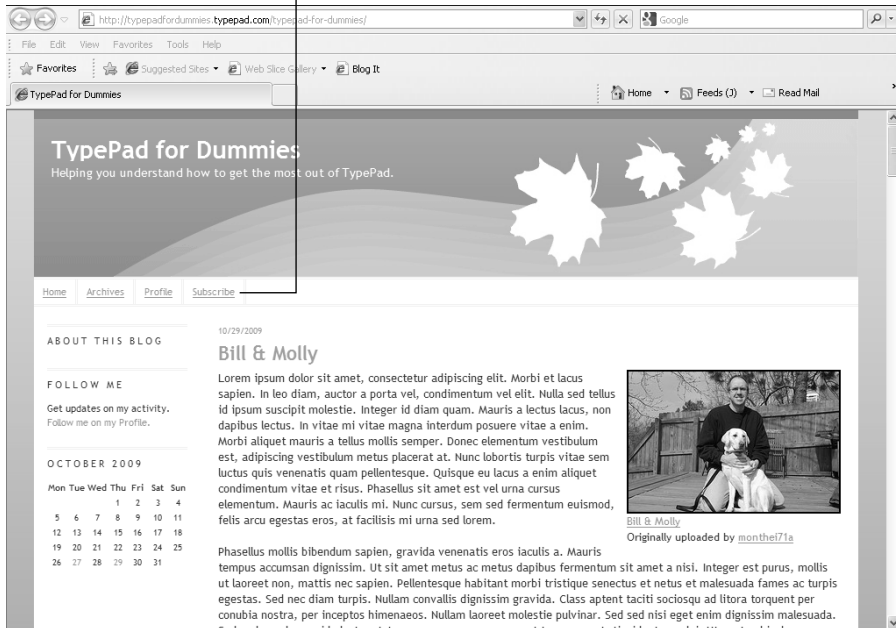 http://typepadfordummies.typepad.com/typepad-for-dummies/
Google
File Edit View Favorites Tools Help
Favorites Suggested Sites Web Slice Gallery Blog It
TypePad for Dummies
Home Feeds (J) Read Mail
TypePad for Dummies
Helping you understand how to get the most out of TypePad.
Home Archives Profile Subscribe
ABOUT THIS BLOG
FOLLOW ME
Get updates on my activity.
Follow me on my Profile.
OCTOBER 2009
Mon Tue Wed Thu Fri Sat Sun
1 2 3 4
5 6 7 8 9 10 11
12 13 14 15 16 17 18
19 20 21 22 23 24 25
26 27 28 29 30 31
10/29/2009
Bill & Molly
Lorem ipsum dolor sit amet, consectetur adipiscing elit. Morbi et lacus
sapien. In leo diam, auctor a porta vel, condimentum vel elit. Nulla sed tellus
id ipsum suscipit molestie. Integer id diam quam. Mauris a lectus lacus, non
dapibus lectus. In vitae mi vitae magna interdum posuere vitae a enim.
Morbi aliquet mauris a tellus mollis semper. Donec elementum vestibulum
est, adipiscing vestibulum metus placerat at. Nunc lobortis turpis vitae sem
luctus quis venenatis quam pellentesque. Quisque eu lacus a enim aliquet
condimentum vitae et risus. Phasellus sit amet est vel urna cursus
elementum. Mauris ac iaculis mi. Nunc cursus, sem sed fermentum euismod,
felis arcu egestas eros, at facilisis mi urna sed lorem.
Bill & Molly
Originally uploaded by monthei71a
Phasellus mollis bibendum sapien, gravida venenatis eros iaculis a. Mauris
tempus accumsan dignissim. Ut sit amet metus ac metus dapibus fermentum sit amet a nisi. Integer est purus, mollis
ut laoreet non, mattis nec sapien. Pellentesque habitant morbi tristique senectus et netus et malesuada fames ac turpis
egestas. Sed nec diam turpis. Nullam convallis dignissim gravida. Class aptent taciti sociosqu ad litora torquent per
conubia nostra, per inceptos himenaeos. Nullam laoreet molestie pulvinar. Sed sed nisi eget enim dignissim malesuada.